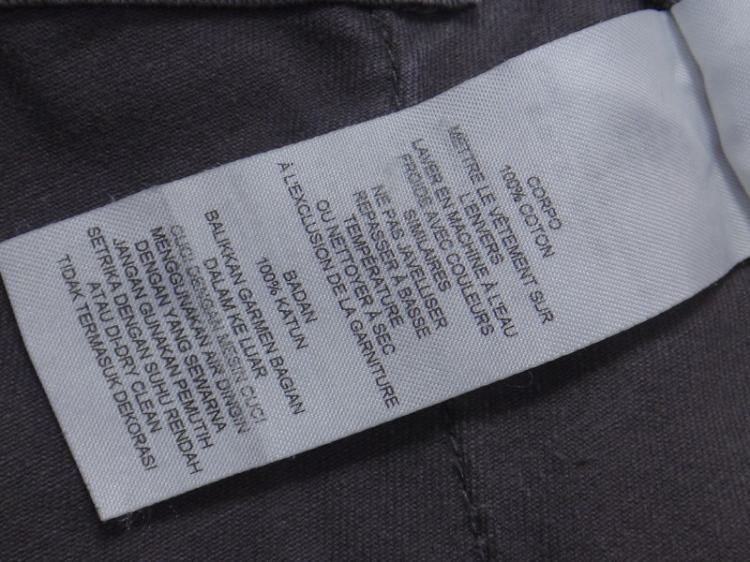 CORPO
100% COTON
METTRE LE VÊTEMENT SUR
L'ENVERS
LAVER EN MACHINE À L'EAU
FROIDE AVEC COULEURS
SIMILAIRES
NE PAS JAVELLISER
REPASSER À BASSE
TEMPÉRATURE
OU NETTOYER À SEC
À L'EXCLUSION DE LA GARNITURE
BADAN
100% KATUN
BALIKKAN GARMEN BAGIAN
DALAM KE LUAR
CUCI DENGAN MESIN CUCI
MENGGUNAKAN AIR DINGIN
DENGAN YANG SEWARNA
JANGAN GUNAKAN PEMUTIH
SETRIKA DENGAN SUHU RENDAH
ATAU DI-DRY CLEAN
TIDAK TERMASUK DEKORASI